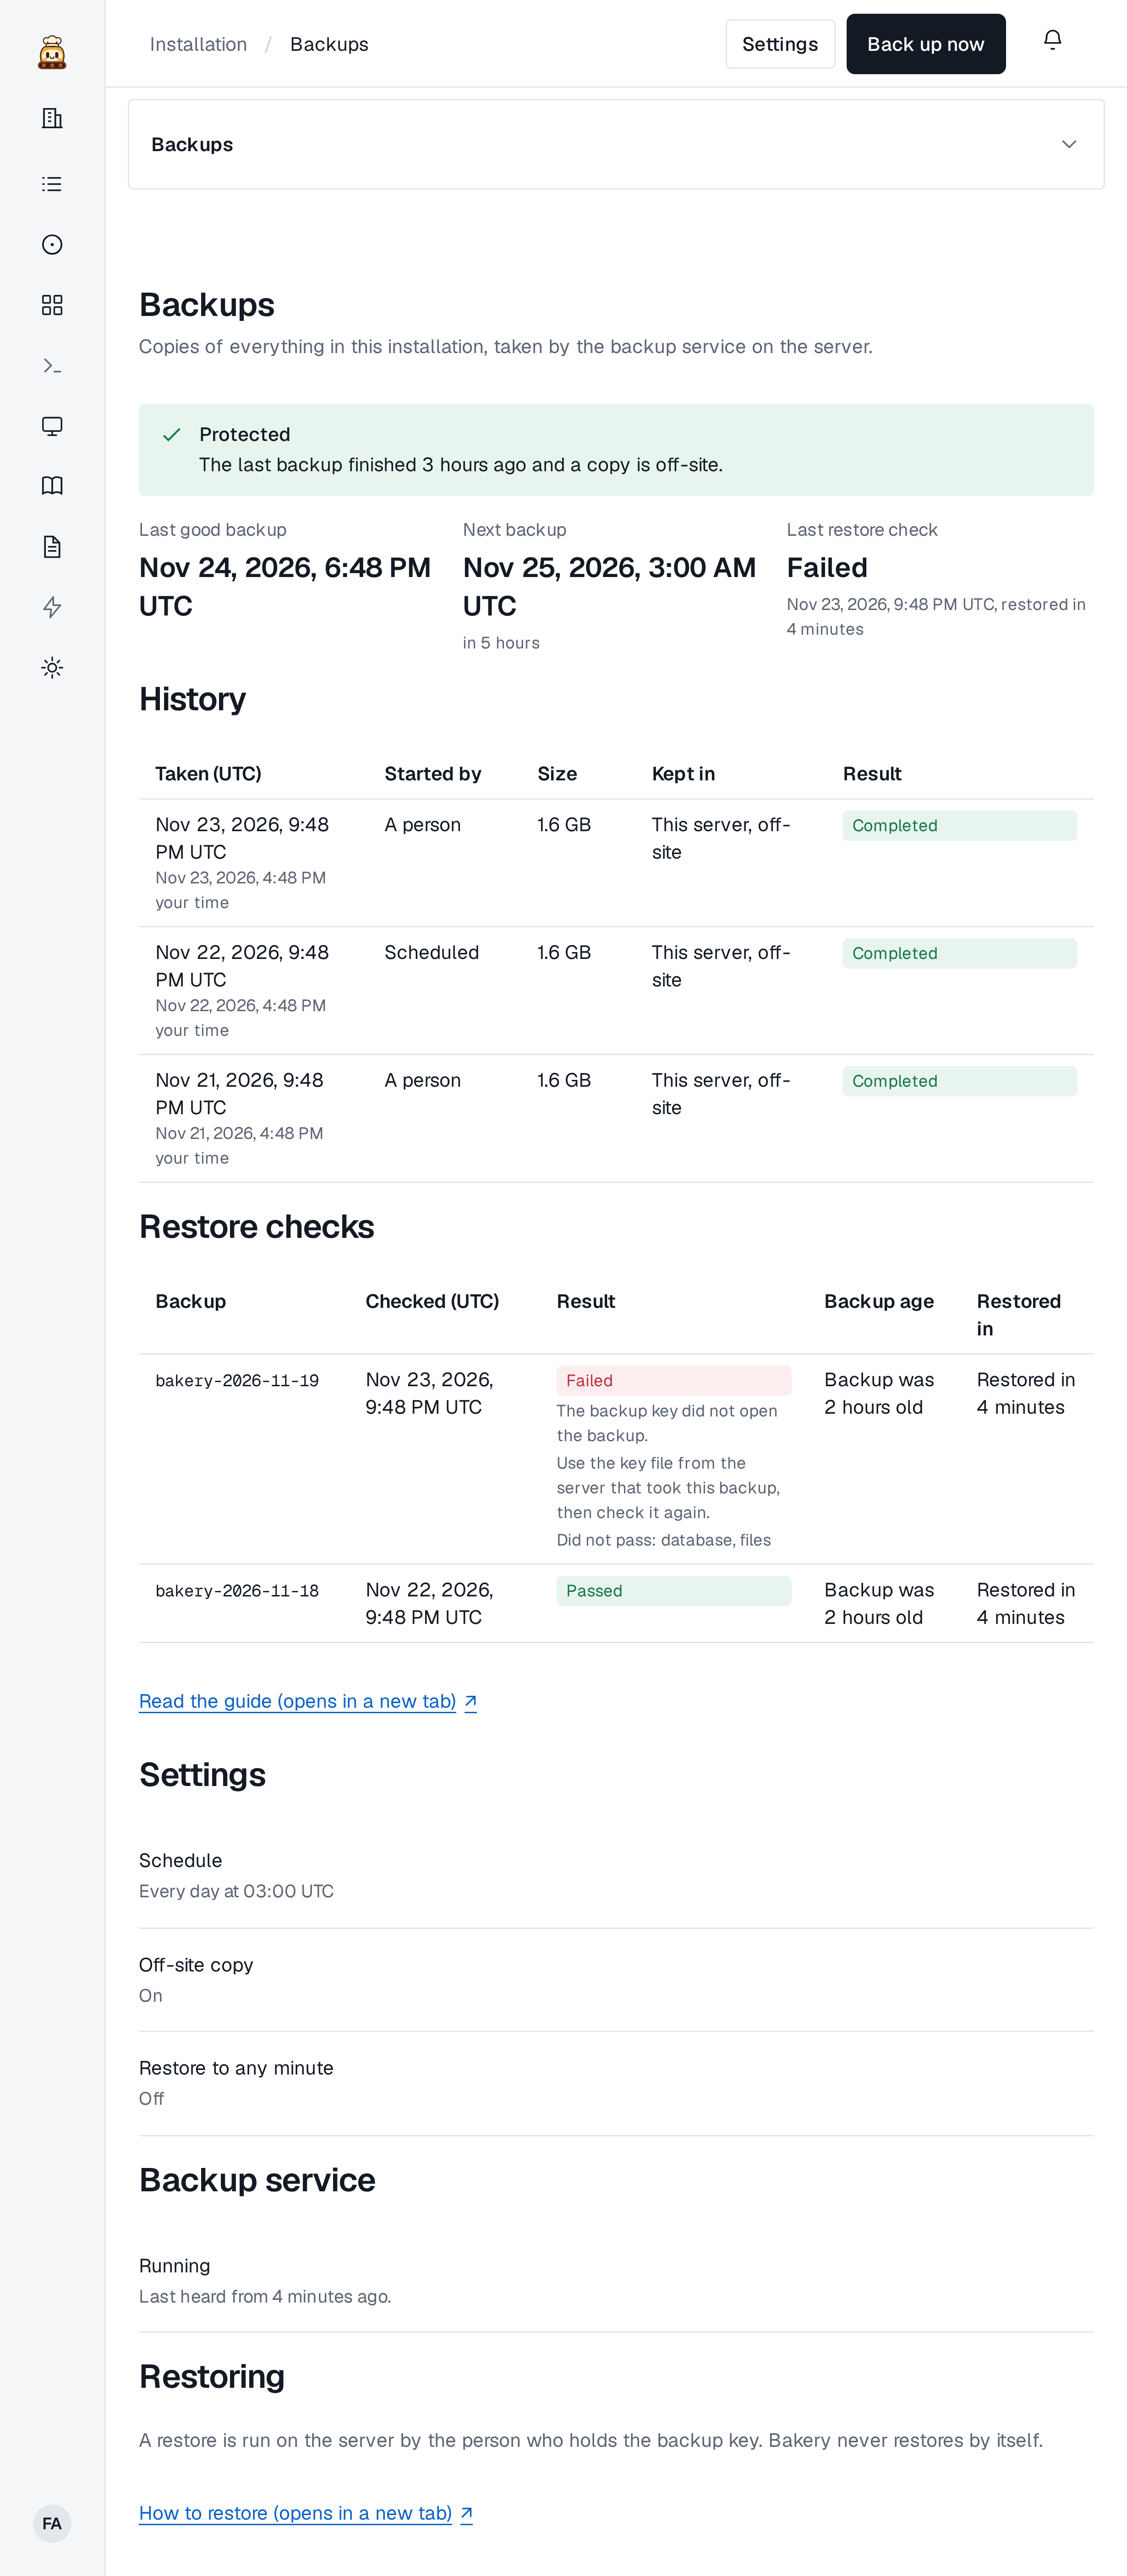 Installation / Backups
Settings
Back up now
Backups
Backups
Copies of everything in this installation, taken by the backup service on the server.
Protected
The last backup finished 3 hours ago and a copy is off-site.
Last good backup
Nov 24, 2026, 6:48 PM
UTC
Next backup
Nov 25, 2026, 3:00 AM
UTC
in 5 hours
Last restore check
Failed
Nov 23, 2026, 9:48 PM UTC, restored in
4 minutes
History
Taken (UTC) Started by Size Kept in Result
Nov 23, 2026, 9:48 A person 1.6 GB This server, off- Completed
PM UTC site
Nov 23, 2026, 4:48 PM
your time
Nov 22, 2026, 9:48 Scheduled 1.6 GB This server, off- Completed
PM UTC site
Nov 22, 2026, 4:48 PM
your time
Nov 21, 2026, 9:48 A person 1.6 GB This server, off- Completed
PM UTC site
Nov 21, 2026, 4:48 PM
your time
Restore checks
Backup Checked (UTC) Result Backup age Restored
in
bakery-2026-11-19 Nov 23, 2026, Failed Backup was Restored in
9:48 PM UTC 2 hours old 4 minutes
The backup key did not open
the backup.
Use the key file from the
server that took this backup,
then check it again.
Did not pass: database, files
bakery-2026-11-18 Nov 22, 2026, Passed Backup was Restored in
9:48 PM UTC 2 hours old 4 minutes
Read the guide (opens in a new tab)
Settings
Schedule
Every day at 03:00 UTC
Off-site copy
On
Restore to any minute
Off
Backup service
Running
Last heard from 4 minutes ago.
Restoring
A restore is run on the server by the person who holds the backup key. Bakery never restores by itself.
How to restore (opens in a new tab)
FA